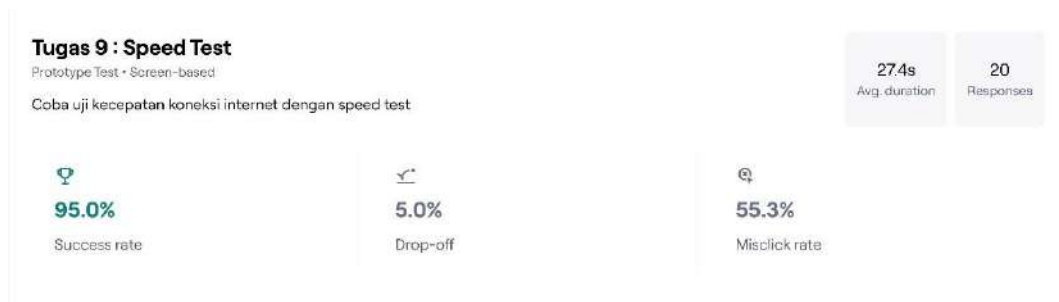 Tugas 9 : Speed Test
Prototype Test • Screen-based
Coba uji kecepatan koneksi internet dengan speed test
27.4s
Avg. duration
20
Responses
95.0%
Success rate
5.0%
Drop-off
55.3%
Misclick rate